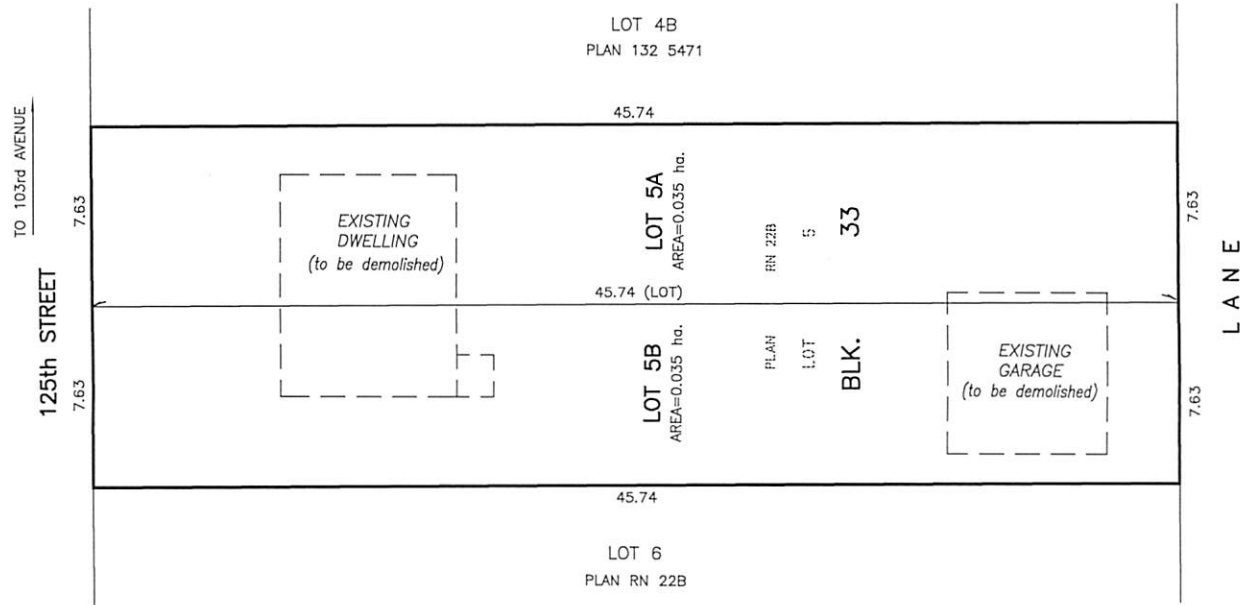 LOT 4B
PLAN 132 5471
TO 103rd AVENUE
45.74
7.63
7.63
EXISTING
DWELLING
(to be demolished)
LOT 5A
AREA=0.035 ha.
PLAN RN 22B
LOT 5
BLK. 33
45.74 (LOT)
125th STREET
LANE
7.63
7.63
LOT 5B
AREA=0.035 ha.
EXISTING
GARAGE
(to be demolished)
45.74
LOT 6
PLAN RN 22B